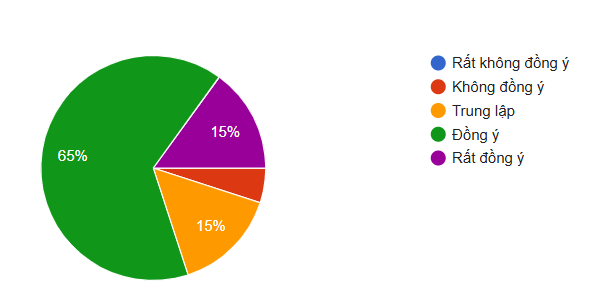 Rất không đồng ý
Không đồng ý
Trung lập
Đồng ý
Rất đồng ý
15%
65%
15%